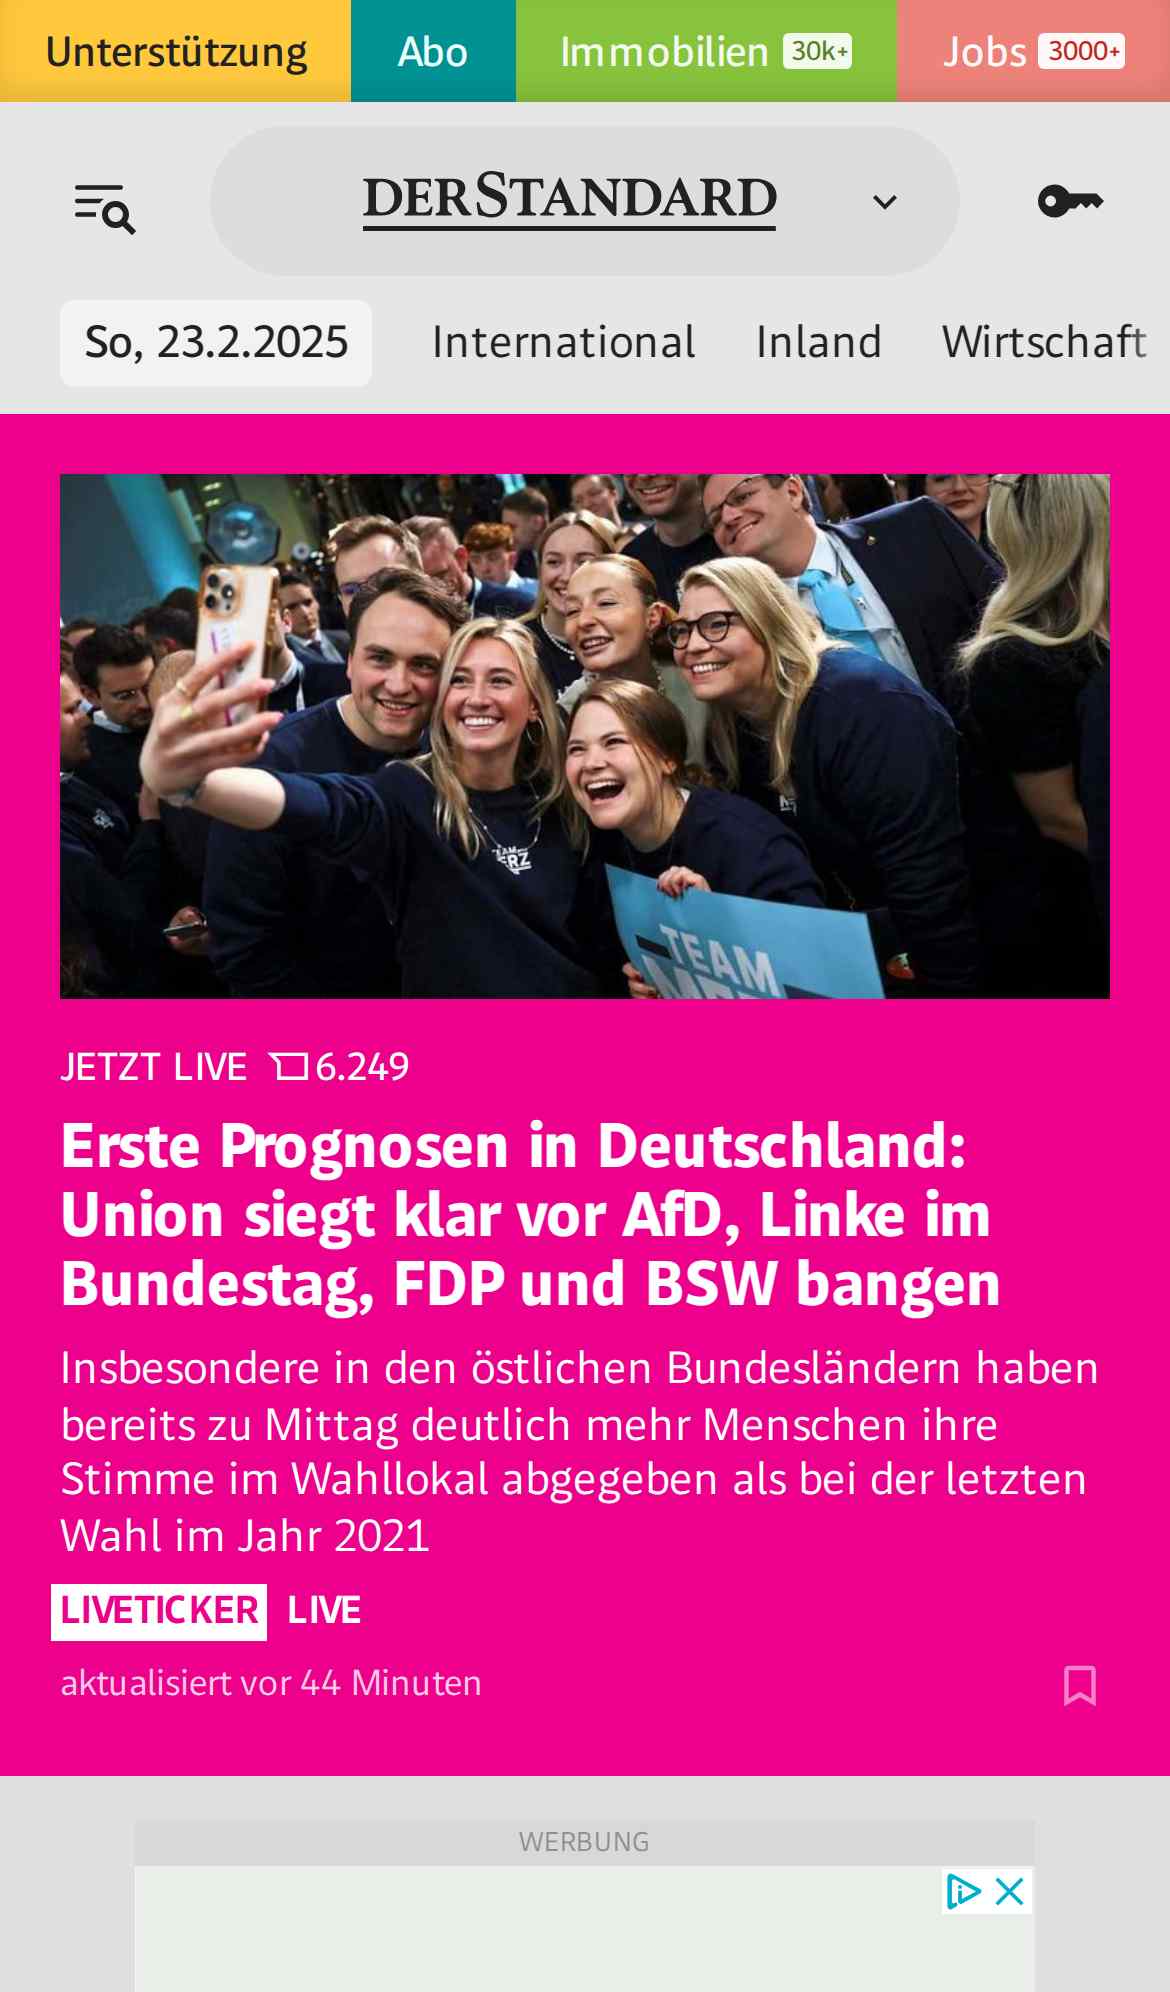 Unterstützung Abo Immobilien 30k+ Jobs 3000+
DERSTANDARD
So, 23.2.2025 International Inland Wirtschaft
TEAM
TEAM
JETZT LIVE 6.249
Erste Prognosen in Deutschland:
Union siegt klar vor AfD, Linke im
Bundestag, FDP und BSW bangen
Insbesondere in den östlichen Bundesländern haben
bereits zu Mittag deutlich mehr Menschen ihre
Stimme im Wahllokal abgegeben als bei der letzten
Wahl im Jahr 2021
LIVETICKER LIVE
aktualisiert vor 44 Minuten
WERBUNG